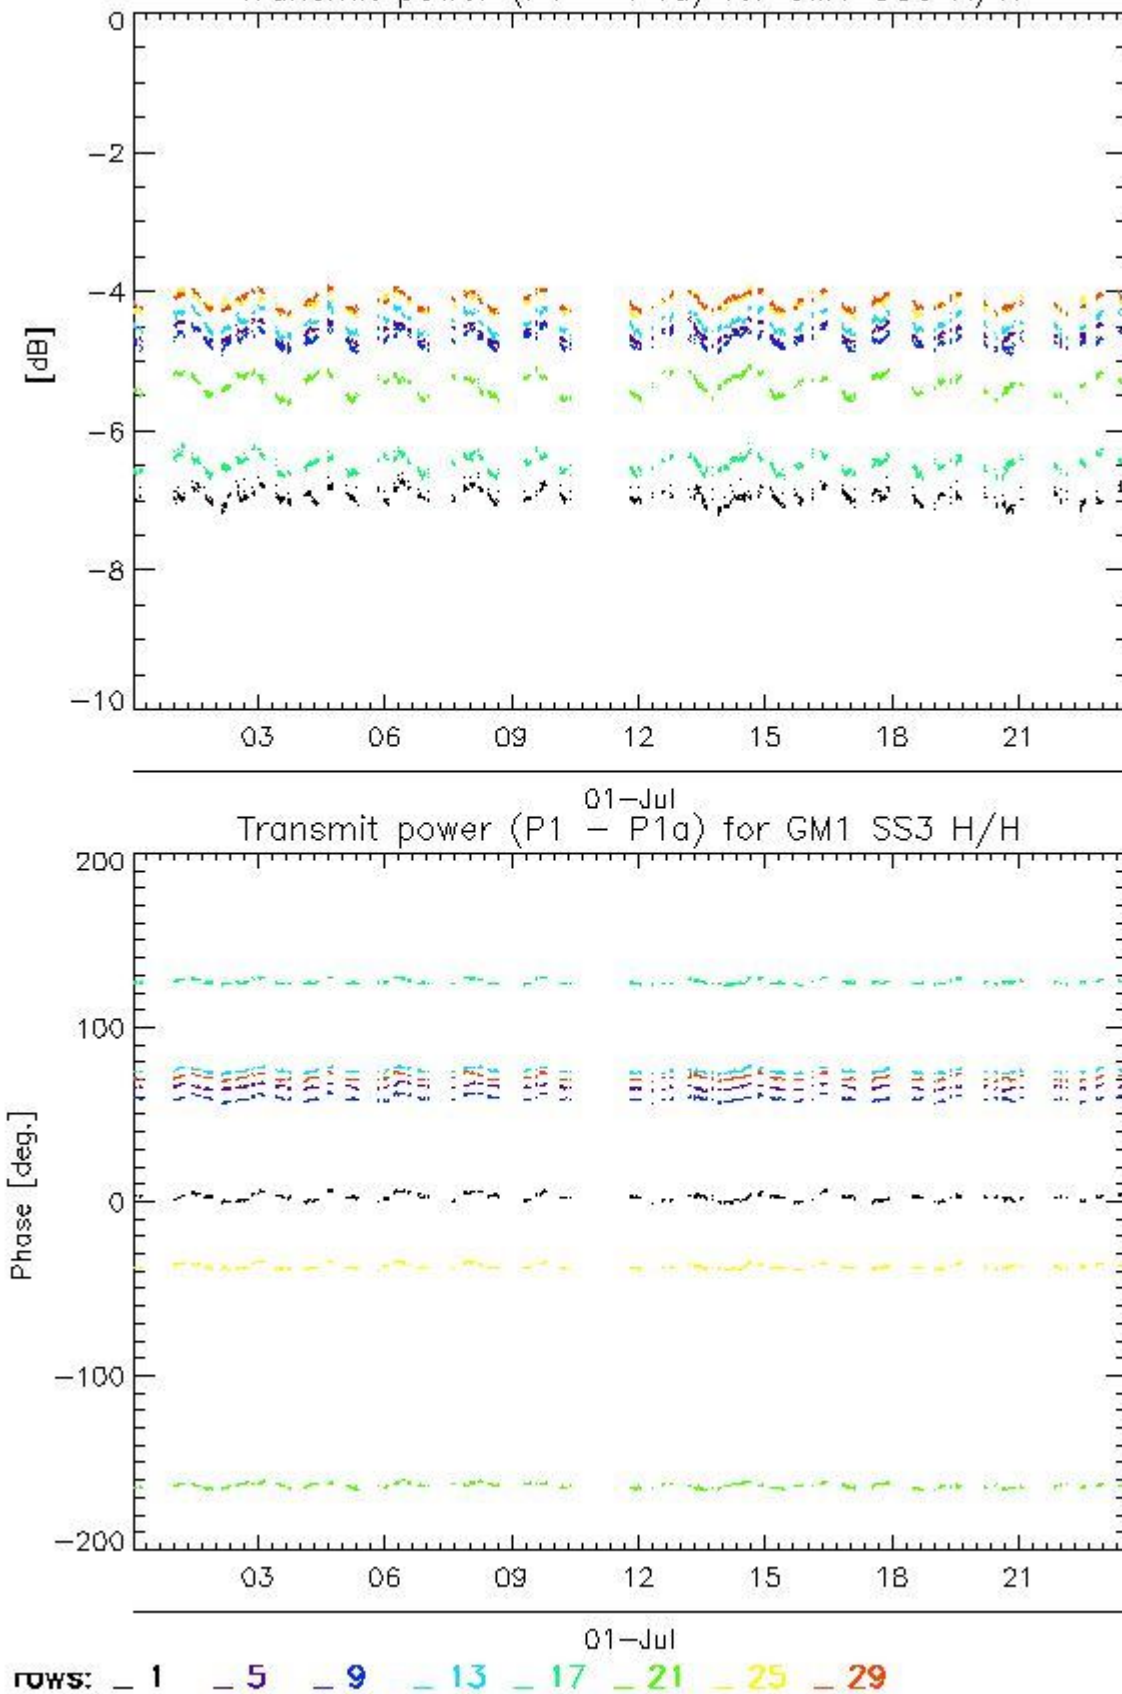 0
-2
-4
-6
-8
-10
[dB]
03 06 09 12 15 18 21
01-Jul
Transmit power (P1 - P1a) for GM1 SS3 H/H
200
100
0
-100
-200
Phase [deg.]
03 06 09 12 15 18 21
01-Jul
rows: _ 1 _ 5 _ 9 _ 13 _ 17 _ 21 _ 25 _ 29